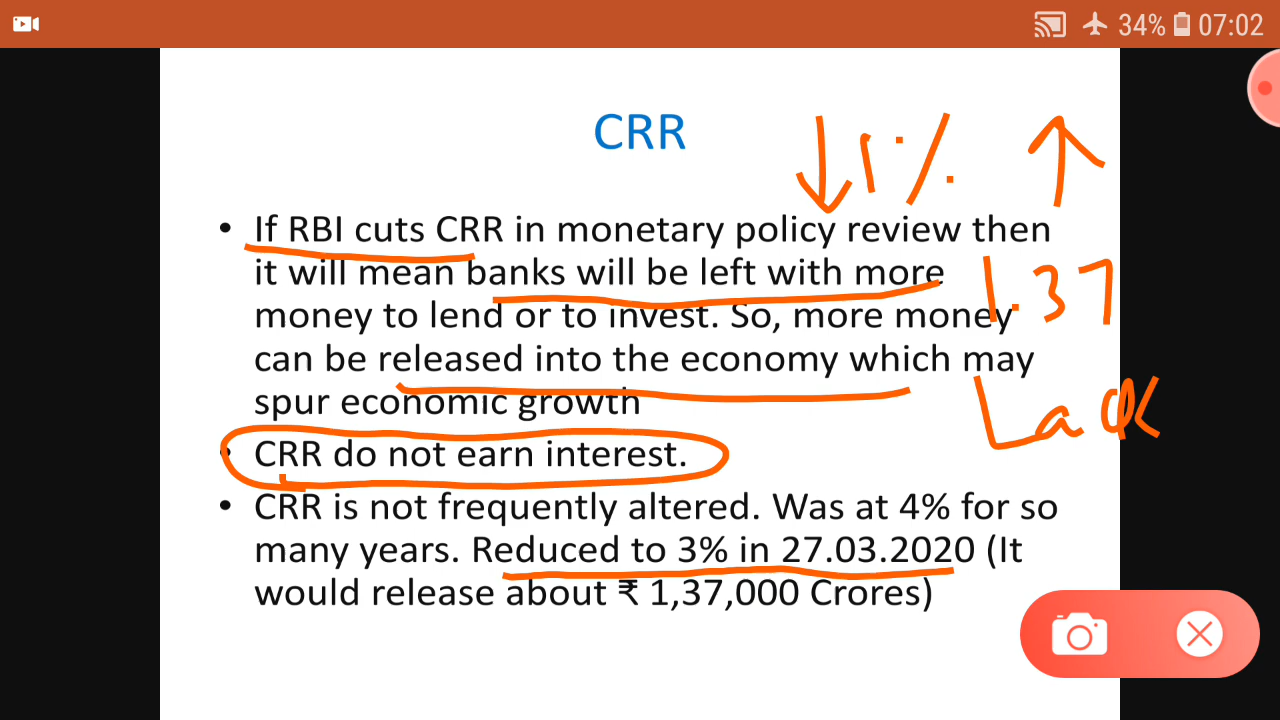 34% 07:02
CRR
↓ 1% ↑
• If RBI cuts CRR in monetary policy review then
it will mean banks will be left with more
1.37
money to lend or to invest. So, more money
can be released into the economy which may
Lack
spur economic growth
• CRR do not earn interest.
• CRR is not frequently altered. Was at 4% for so
many years. Reduced to 3% in 27.03.2020 (It
would release about ₹ 1,37,000 Crores)